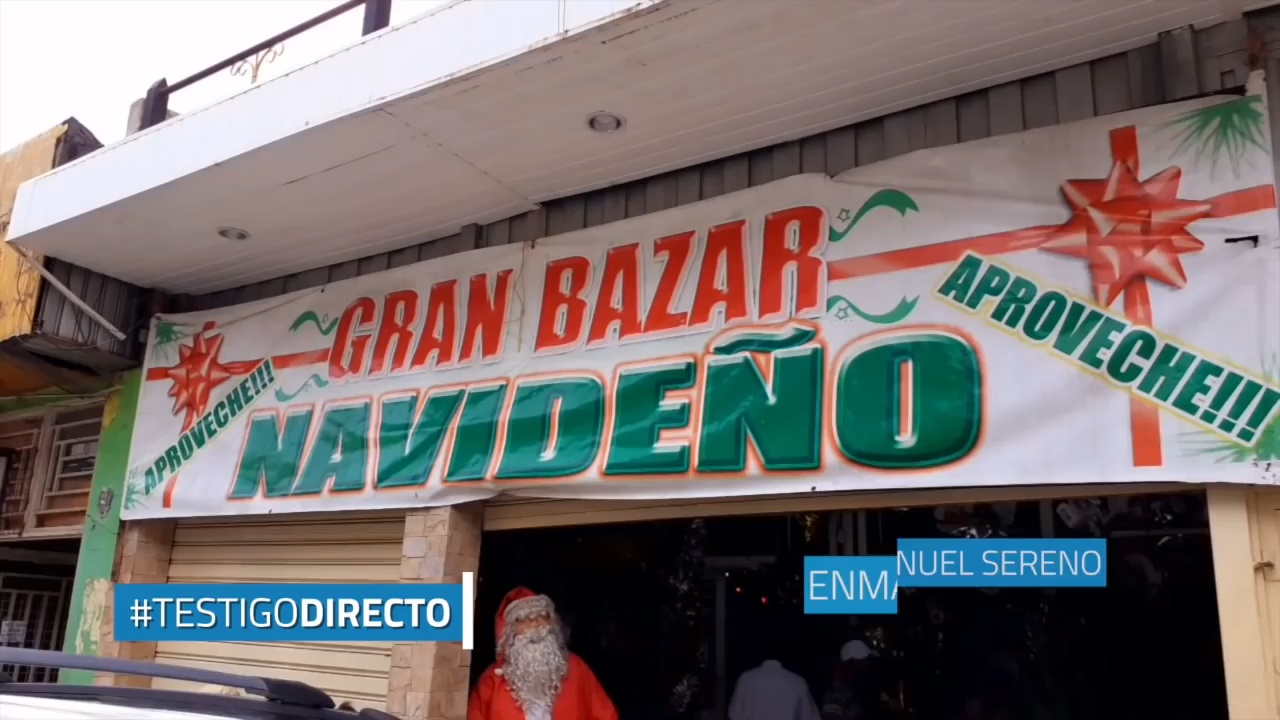 GRAN BAZAR
NAVIDEÑO
APROVECHE!!!
APROVECHE!!!
#TESTIGODIRECTO
ENMA
NUEL SERENO